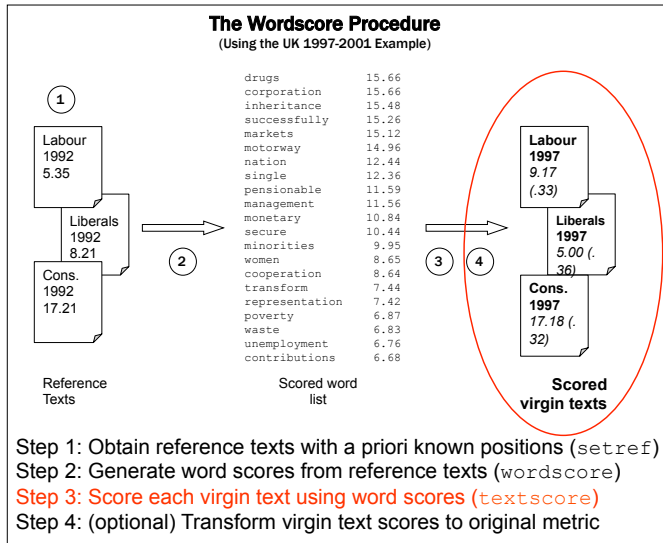 The Wordscore Procedure
(Using the UK 1997-2001 Example)
1
Labour
1992
5.35
Liberals
1992
8.21
Cons.
1992
17.21
Reference
Texts
2
drugs 15.66
corporation 15.66
inheritance 15.48
successfully 15.26
markets 15.12
motorway 14.96
nation 12.44
single 12.36
pensionable 11.59
management 11.56
monetary 10.84
secure 10.44
minorities 9.95
women 8.65
cooperation 8.64
transform 7.44
representation 7.42
poverty 6.87
waste 6.83
unemployment 6.76
contributions 6.68
Scored word
list
3 4
Labour
1997
9.17
(.33)
Liberals
1997
5.00 (.
36)
Cons.
1997
17.18 (.
32)
Scored
virgin texts
Step 1: Obtain reference texts with a priori known positions (setref)
Step 2: Generate word scores from reference texts (wordscore)
Step 3: Score each virgin text using word scores (textscore)
Step 4: (optional) Transform virgin text scores to original metric